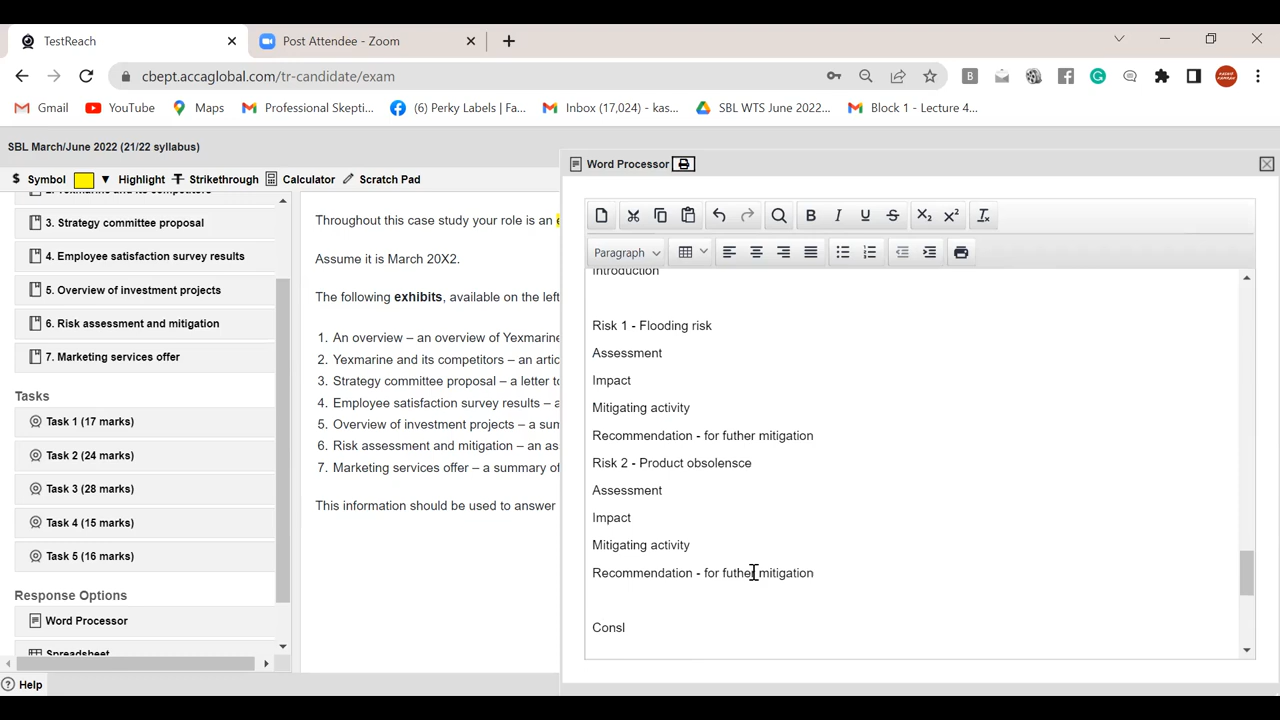 TestReach
Post Attendee - Zoom
cbept.accaglobal.com/tr-candidate/exam
Gmail
YouTube
Maps
Professional Skepti...
(6) Perky Labels | Fa...
Inbox (17,024) - kas...
SBL WTS June 2022...
Block 1 - Lecture 4...
SBL March/June 2022 (21/22 syllabus)
Symbol
Highlight
Strikethrough
Calculator
Scratch Pad
2. Yexmarine and its competitors
3. Strategy committee proposal
4. Employee satisfaction survey results
5. Overview of investment projects
6. Risk assessment and mitigation
7. Marketing services offer
Tasks
Task 1 (17 marks)
Task 2 (24 marks)
Task 3 (28 marks)
Task 4 (15 marks)
Task 5 (16 marks)
Response Options
Word Processor
Spreadsheet
Help
Throughout this case study your role is an
Assume it is March 20X2.
The following exhibits, available on the left
1. An overview – an overview of Yexmarine
2. Yexmarine and its competitors – an artic
3. Strategy committee proposal – a letter to
4. Employee satisfaction survey results – a
5. Overview of investment projects – a sum
6. Risk assessment and mitigation – an as
7. Marketing services offer – a summary of
This information should be used to answer
Word Processor
Paragraph
Introduction
Risk 1 - Flooding risk
Assessment
Impact
Mitigating activity
Recommendation - for futher mitigation
Risk 2 - Product obsolensce
Assessment
Impact
Mitigating activity
Recommendation - for futher mitigation
Consl